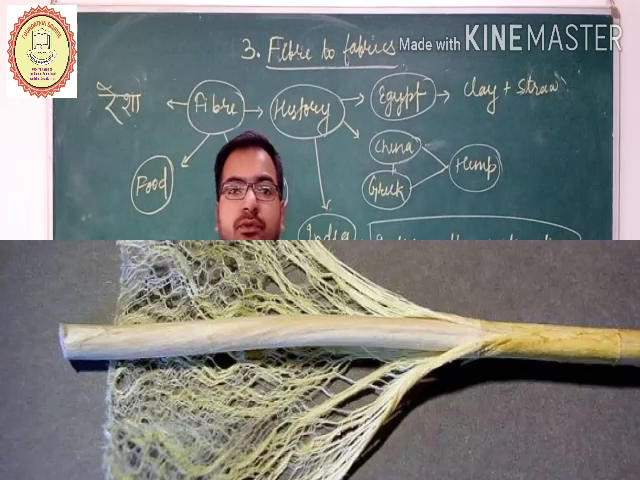 3. Fibre to fabrics
Made with KINEMASTER
रेशा Fibre History Egypt clay + straw
China
Food Greek Hemp
India